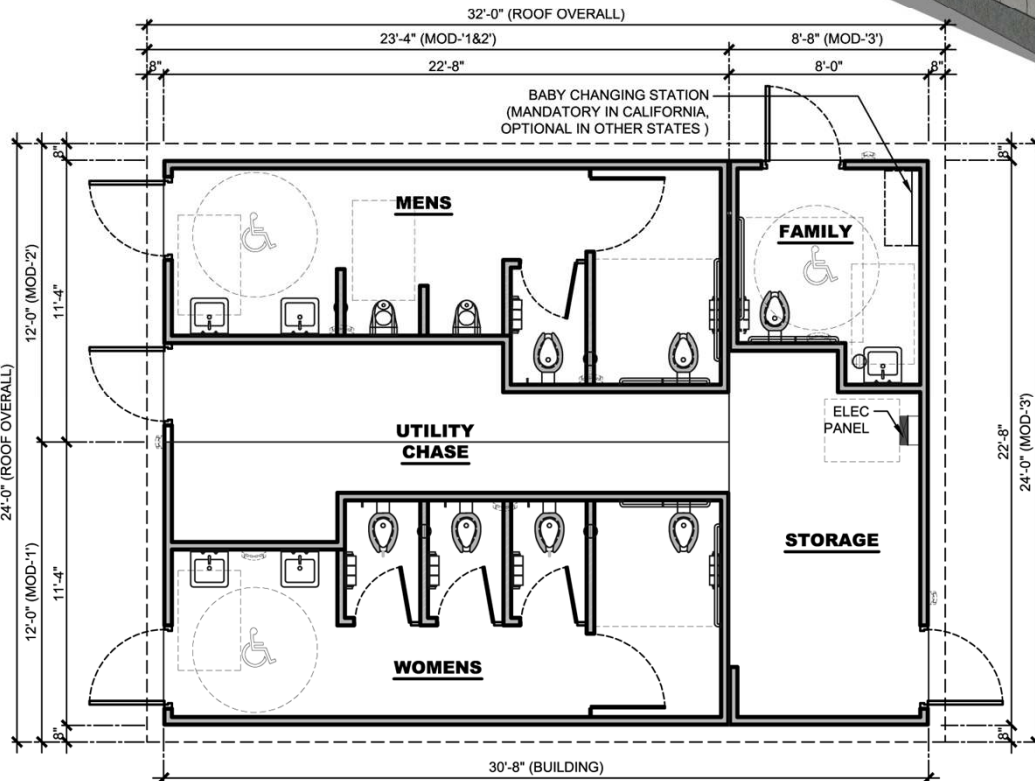 32'-0" (ROOF OVERALL)
23'-4" (MOD-'1&2')
8'-8" (MOD-'3')
8"
22'-8"
8'-0"
8"
BABY CHANGING STATION
(MANDATORY IN CALIFORNIA,
OPTIONAL IN OTHER STATES )
8"
8"
MENS
FAMILY
12'-0" (MOD-'2')
11'-4"
24'-0" (ROOF OVERALL)
UTILITY
CHASE
ELEC
PANEL
22'-8"
24'-0" (MOD-'3')
STORAGE
12'-0" (MOD-'1')
11'-4"
WOMENS
8"
8"
30'-8" (BUILDING)